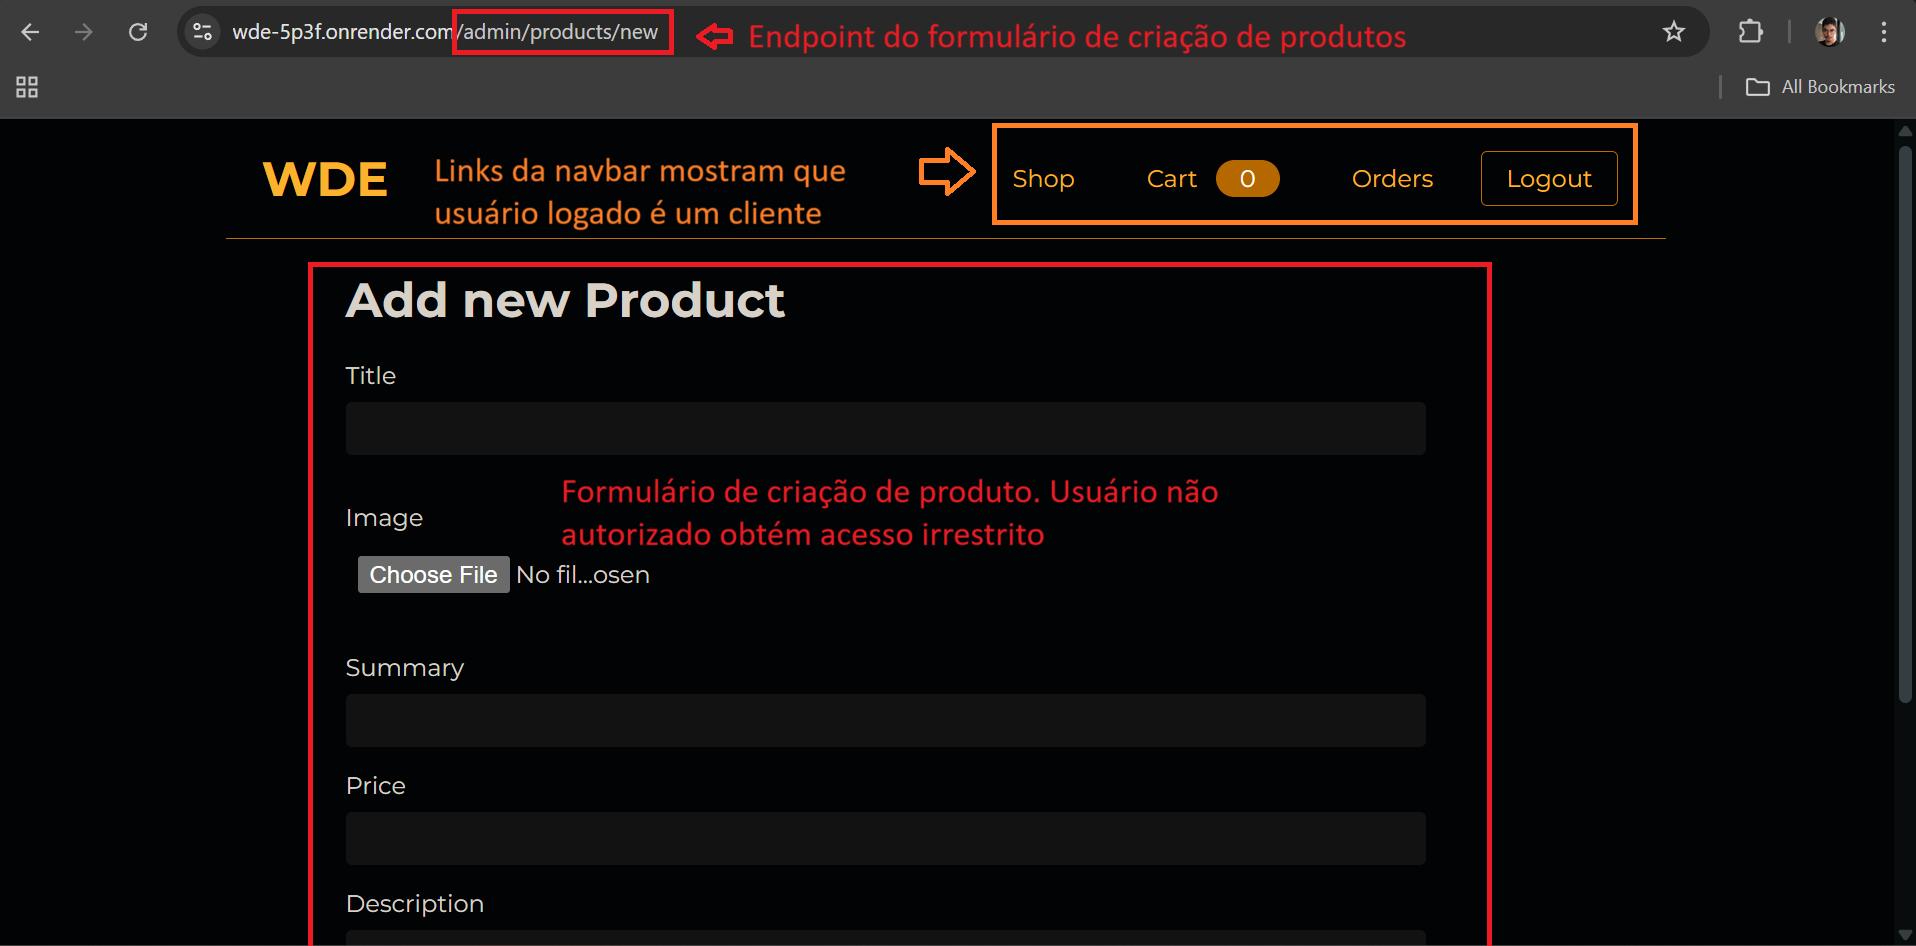 wde-5p3f.onrender.com/admin/products/new
Endpoint do formulário de criação de produtos
All Bookmarks
WDE
Links da navbar mostram que
usuário logado é um cliente
Shop
Cart 0
Orders
Logout
Add new Product
Title
Formulário de criação de produto. Usuário não
autorizado obtém acesso irrestrito
Image
Choose File No fil...osen
Summary
Price
Description